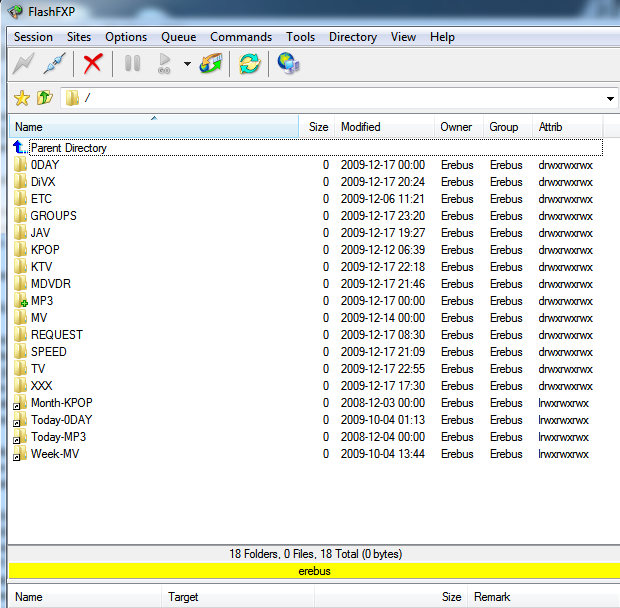 FlashFXP
Session Sites Options Queue Commands Tools Directory View Help
/
Name Size Modified Owner Group Attrib
Parent Directory
0DAY 0 2009-12-17 00:00 Erebus Erebus drwxrwxrwx
DiVX 0 2009-12-17 20:24 Erebus Erebus drwxrwxrwx
ETC 0 2009-12-06 11:21 Erebus Erebus drwxrwxrwx
GROUPS 0 2009-12-17 23:20 Erebus Erebus drwxrwxrwx
JAV 0 2009-12-17 19:27 Erebus Erebus drwxrwxrwx
KPOP 0 2009-12-12 06:39 Erebus Erebus drwxrwxrwx
KTV 0 2009-12-17 22:18 Erebus Erebus drwxrwxrwx
MDVDR 0 2009-12-17 21:46 Erebus Erebus drwxrwxrwx
MP3 0 2009-12-17 00:00 Erebus Erebus drwxrwxrwx
MV 0 2009-12-14 00:00 Erebus Erebus drwxrwxrwx
REQUEST 0 2009-12-17 08:30 Erebus Erebus drwxrwxrwx
SPEED 0 2009-12-17 21:09 Erebus Erebus drwxrwxrwx
TV 0 2009-12-17 22:55 Erebus Erebus drwxrwxrwx
XXX 0 2009-12-17 17:30 Erebus Erebus drwxrwxrwx
Month-KPOP 0 2008-12-03 00:00 Erebus Erebus lrwxrwxrwx
Today-0DAY 0 2009-10-04 01:13 Erebus Erebus lrwxrwxrwx
Today-MP3 0 2008-12-04 00:00 Erebus Erebus lrwxrwxrwx
Week-MV 0 2009-10-04 13:44 Erebus Erebus lrwxrwxrwx
18 Folders, 0 Files, 18 Total (0 bytes)
erebus
Name Target Size Remark